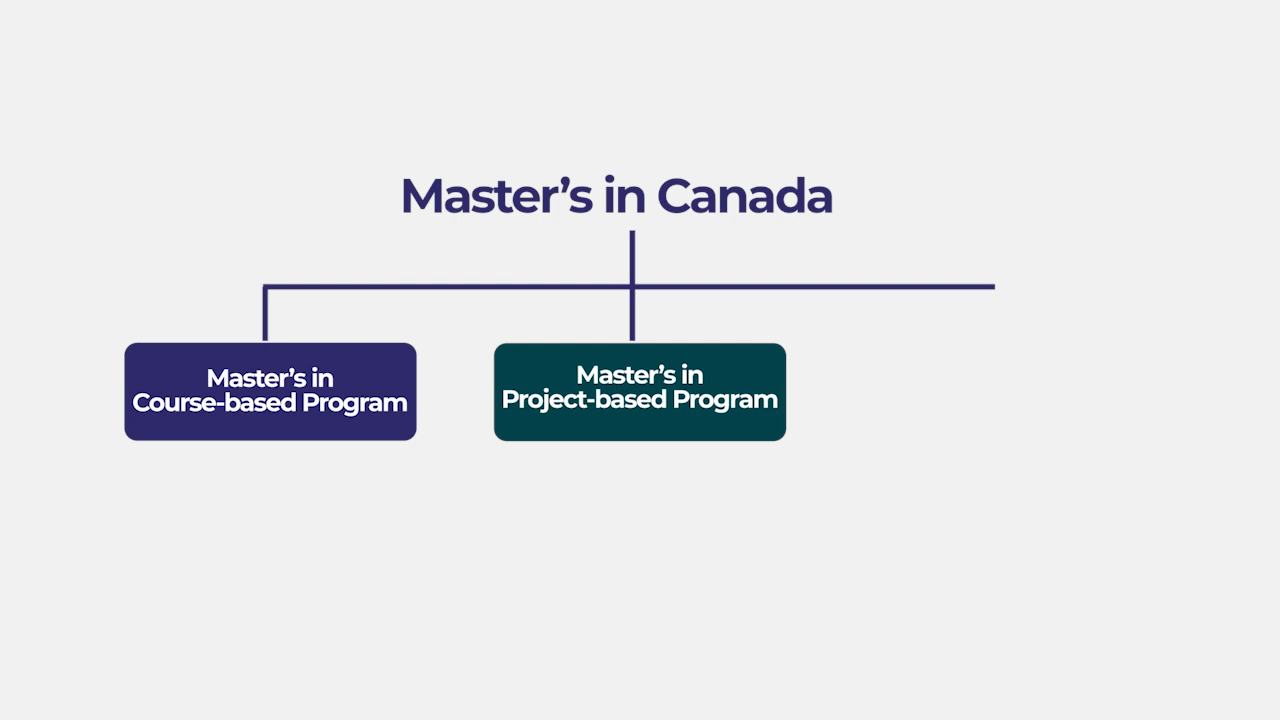 Master’s in Canada
Master’s in
Course-based Program
Master’s in
Project-based Program